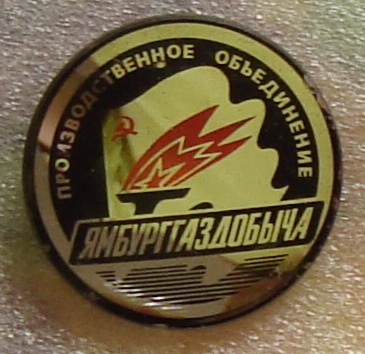 ПРОИЗВОДСТВЕННОЕ ОБЪЕДИНЕНИЕ
ЯМБУРГГАЗДОБЫЧА